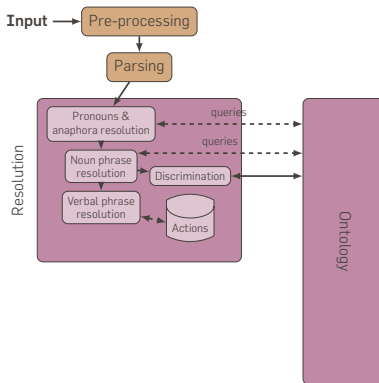 Input
Pre-processing
Parsing
Resolution
Pronouns &
anaphora resolution
queries
queries
Noun phrase
resolution
Discrimination
Verbal phrase
resolution
Actions
Ontology